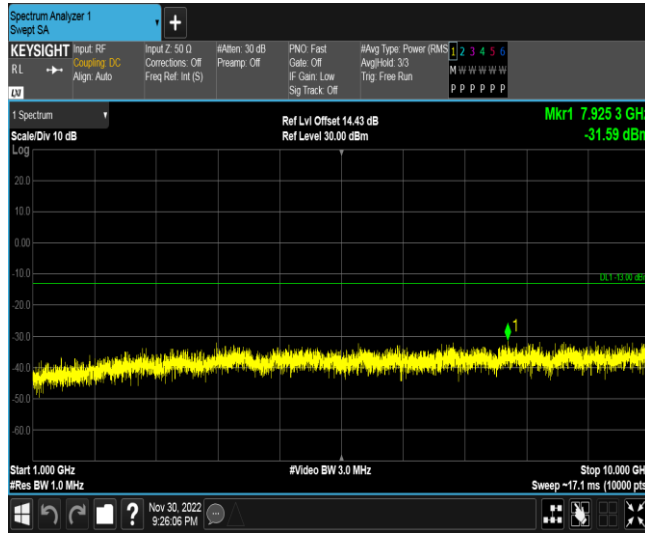 Spectrum Analyzer 1
Swept SA
+
KEYSIGHT Input: RF Input Z: 50 Ω #Atten: 30 dB PNO: Fast #Avg Type: Power (RMS 1 2 3 4 5 6
RL Coupling: DC Corrections: Off Preamp: Off Gate: Off Avg|Hold: 3/3 M W W W W W
Align: Auto Freq Ref: Int (S) IF Gain: Low Trig: Free Run
Sig Track: Off P P P P P P
LXI
1 Spectrum Ref Lvl Offset 14.43 dB Mkr1 7.925 3 GH
Scale/Div 10 dB Ref Level 30.00 dBm -31.59 dBm
Log
20.0
10.0
0.00
-10.0 DL1 -13.00 dB
-20.0
-30.0 1
-40.0
-50.0
-60.0
Start 1.000 GHz #Video BW 3.0 MHz Stop 10.000 GH
#Res BW 1.0 MHz Sweep ~17.1 ms (10000 pts
? Nov 30, 2022
9:26:06 PM